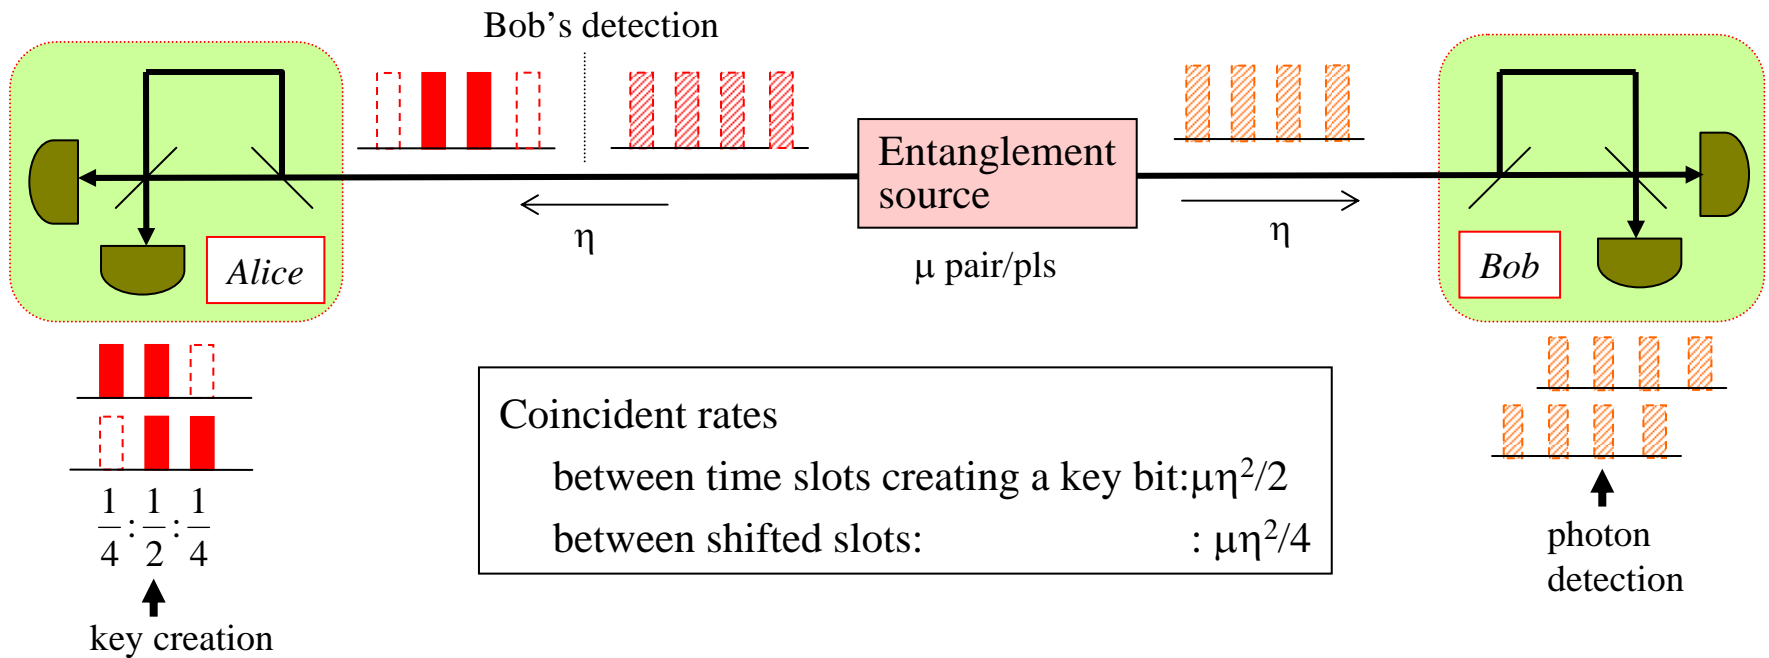 Bob’s detection
Entanglement
source
η
η
μ pair/pls
Alice
Bob
Coincident rates
between time slots creating a key bit:μη²/2
between shifted slots: : μη²/4
1/4 : 1/2 : 1/4
key creation
photon
detection